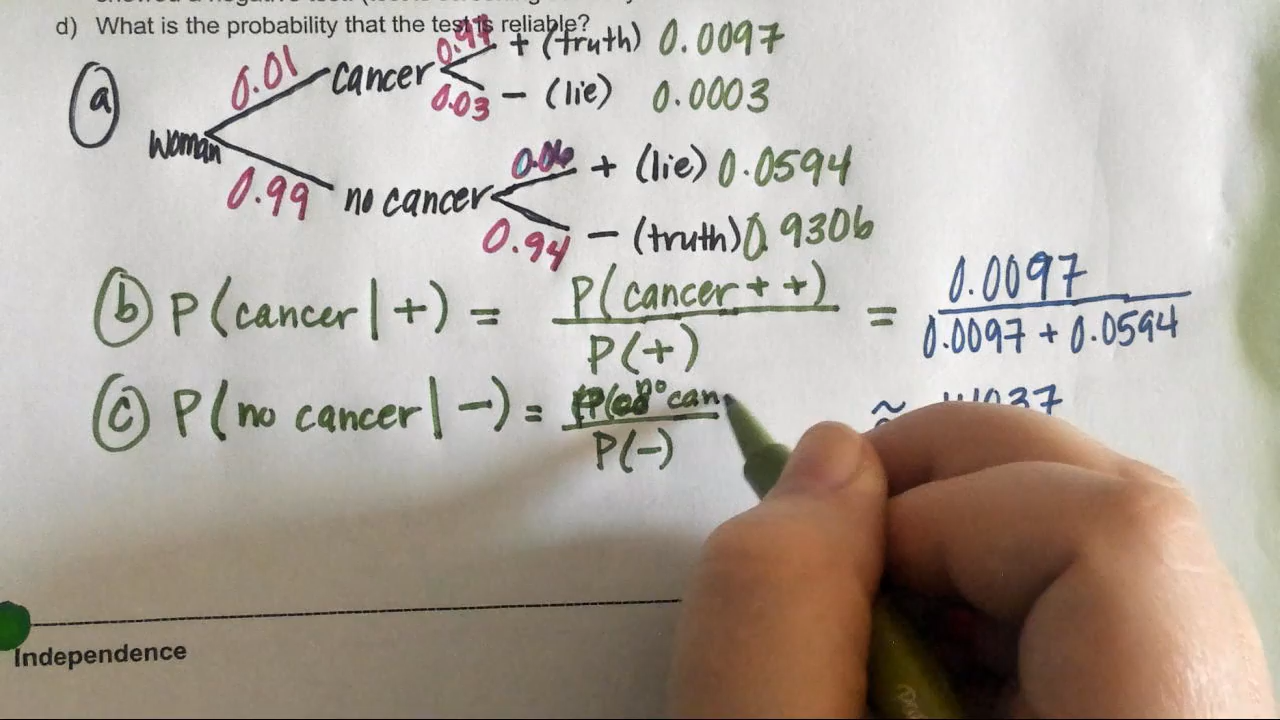 d) What is the probability that the test is reliable?
0.97 + (truth) 0.0097
0.01 cancer
a
0.03 - (lie) 0.0003
woman
0.06 + (lie) 0.0594
0.99 no cancer
0.94 - (truth) 0.9306
b P(cancer | +) = P(cancer + +) / P(+) = 0.0097 / 0.0097 + 0.0594
c P(no cancer | -) = no can / P(-)
≈
Independence